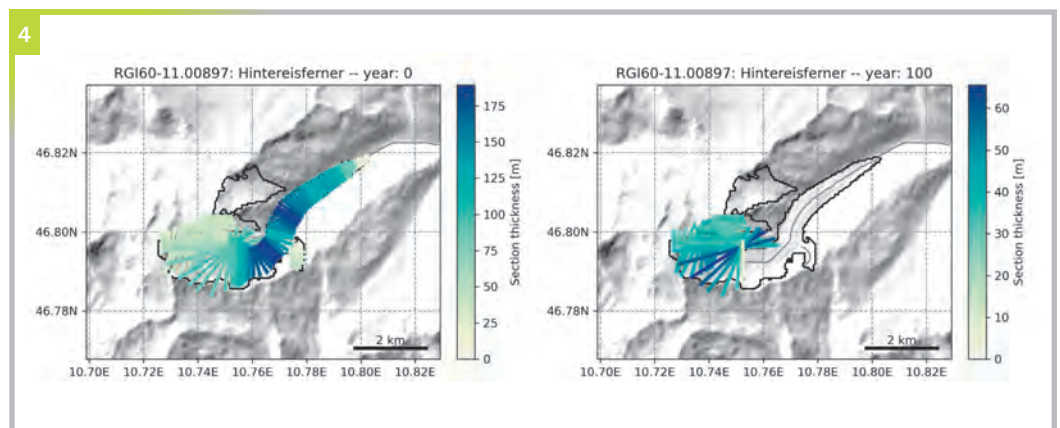 4
RGI60-11.00897: Hintereisferner -- year: 0
46.82N
46.80N
46.78N
10.70E 10.72E 10.74E 10.76E 10.78E 10.80E 10.82E
2 km
175
150
125
100
75
50
25
0
Section thickness [m]
RGI60-11.00897: Hintereisferner -- year: 100
46.82N
46.80N
46.78N
10.70E 10.72E 10.74E 10.76E 10.78E 10.80E 10.82E
2 km
60
50
40
30
20
10
0
Section thickness [m]